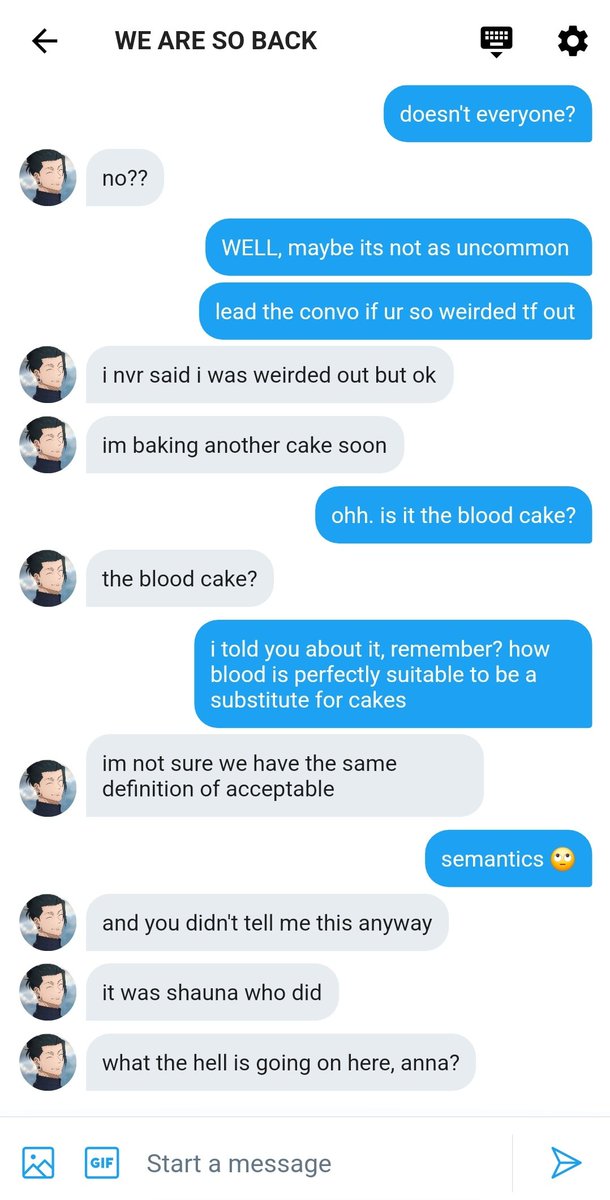 WE ARE SO BACK
doesn't everyone?
no??
WELL, maybe its not as uncommon
lead the convo if ur so weirded tf out
i nvr said i was weirded out but ok
im baking another cake soon
ohh. is it the blood cake?
the blood cake?
i told you about it, remember? how
blood is perfectly suitable to be a
substitute for cakes
im not sure we have the same
definition of acceptable
semantics 🙄
and you didn't tell me this anyway
it was shauna who did
what the hell is going on here, anna?
GIF
Start a message